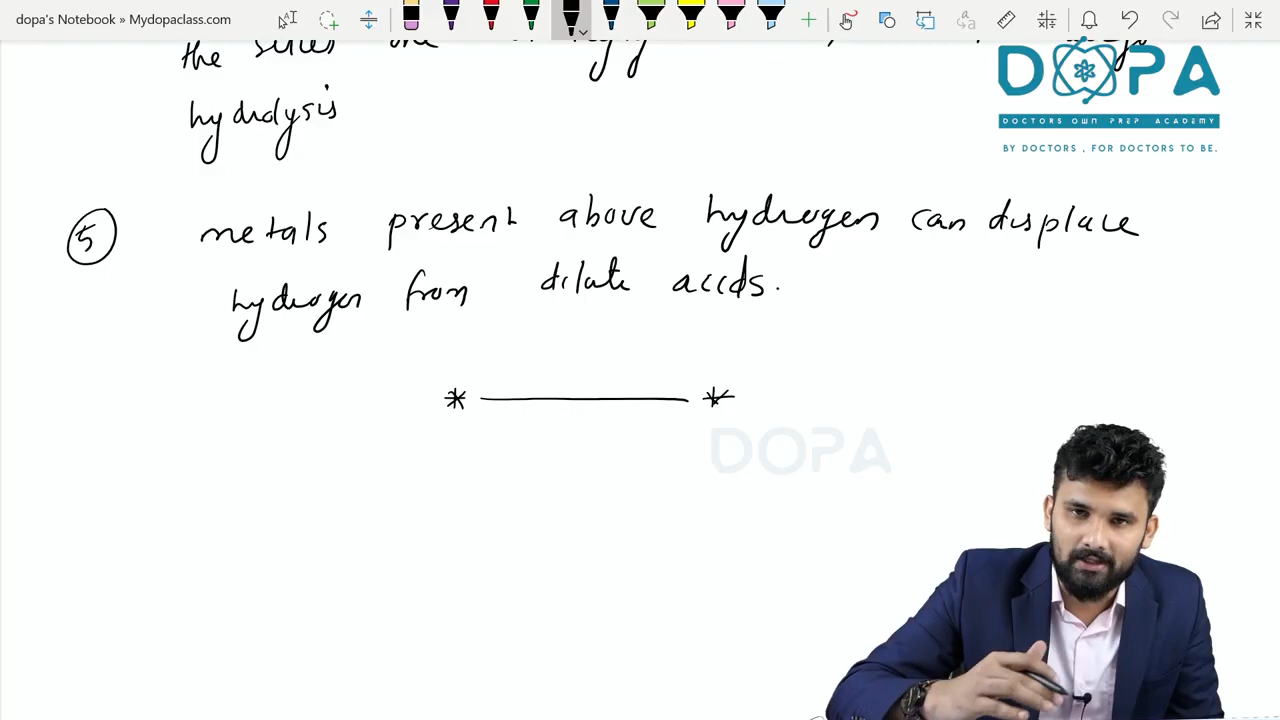 dopa's Notebook » Mydopaclass.com
the series
hydrolysis
DOPA
DOCTORS OWN PREP ACADEMY
BY DOCTORS , FOR DOCTORS TO BE.
5 metals present above hydrogen can displace
hydrogen from dilute acids.
* *
DOPA